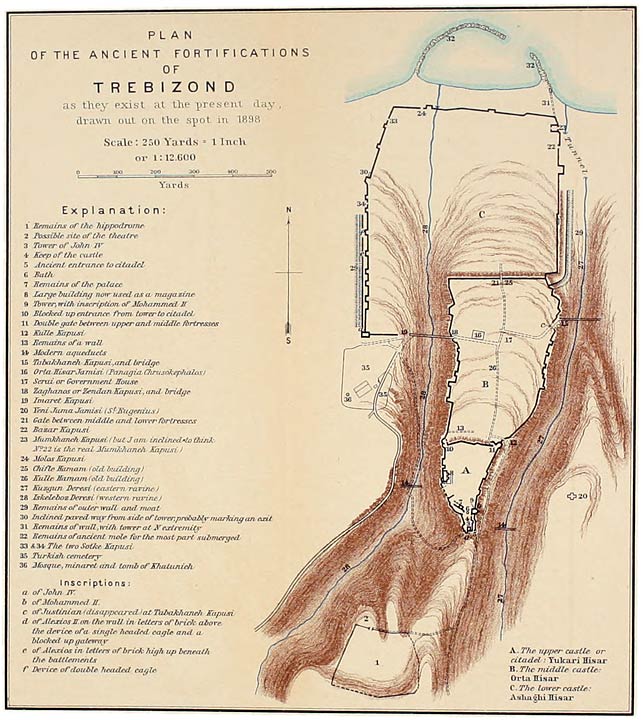 PLAN
OF THE ANCIENT FORTIFICATIONS
OF
TREBIZOND
as they exist at the present day,
drawn out on the spot in 1898
Scale: 250 Yards = 1 Inch
or 1:12.600
0 100 200 300 400 500
Yards
Explanation:
1 Remains of the hippodrome
2 Possible site of the theatre
3 Tower of John IV
4 Keep of the castle
5 Ancient entrance to citadel
6 Bath
7 Remains of the palace
8 Large building now used as a magazine
9 Tower, with inscription of Mohammed II
10 Blocked up entrance from tower to citadel
11 Double gate between upper and middle fortresses
12 Kulle Kapusi
13 Remains of a wall
14 Modern aqueducts
15 Tabakhaneh Kapusi, and bridge
16 Orta Hisar Jamisi (Panagia Chrusokephalos)
17 Serai or Government House
18 Zaghanos or Zendan Kapusi, and bridge
19 Imaret Kapusi
20 Yeni Juma Jamisi (St Eugenius)
21 Gate between middle and lower fortresses
22 Bazar Kapusi
23 Mumkhaneh Kapusi (but I am inclined to think
No 22 is the real Mumkhaneh Kapusi)
24 Molos Kapusi
25 Chifte Hamam (old building)
26 Kulle Hamam (old building)
27 Kuzgun Deresi (eastern ravine)
28 Iskeleboz Deresi (western ravine)
29 Remains of outer wall and moat
30 Inclined paved way from side of tower, probably marking an exit
31 Remains of wall, with tower at N extremity
32 Remains of ancient mole for the most part submerged
33 & 34 The two Sotke Kapusi
35 Turkish cemetery
36 Mosque, minaret and tomb of Khatunieh
Inscriptions:
a of John IV.
b of Mohammed II.
c of Justinian (disappeared) at Tabakhaneh Kapusi
d of Alexios II. on the wall in letters of brick above
the device of a single headed eagle and a
blocked up gateway
e of Alexios in letters of brick high up beneath
the battlements
f Device of double headed eagle
N
S
32
32
31
24
33
22
Tunnel
30
34
C
28
29
29
27
21
25
19
18
16
17
c
15
35
35
36
26
B
28
13
10
11
12
A
27
14
14
20
28
27
2
1
A. The upper castle or
citadel: Yukari Hisar
B. The middle castle:
Orta Hisar
C. The lower castle:
Ashaghi Hisar